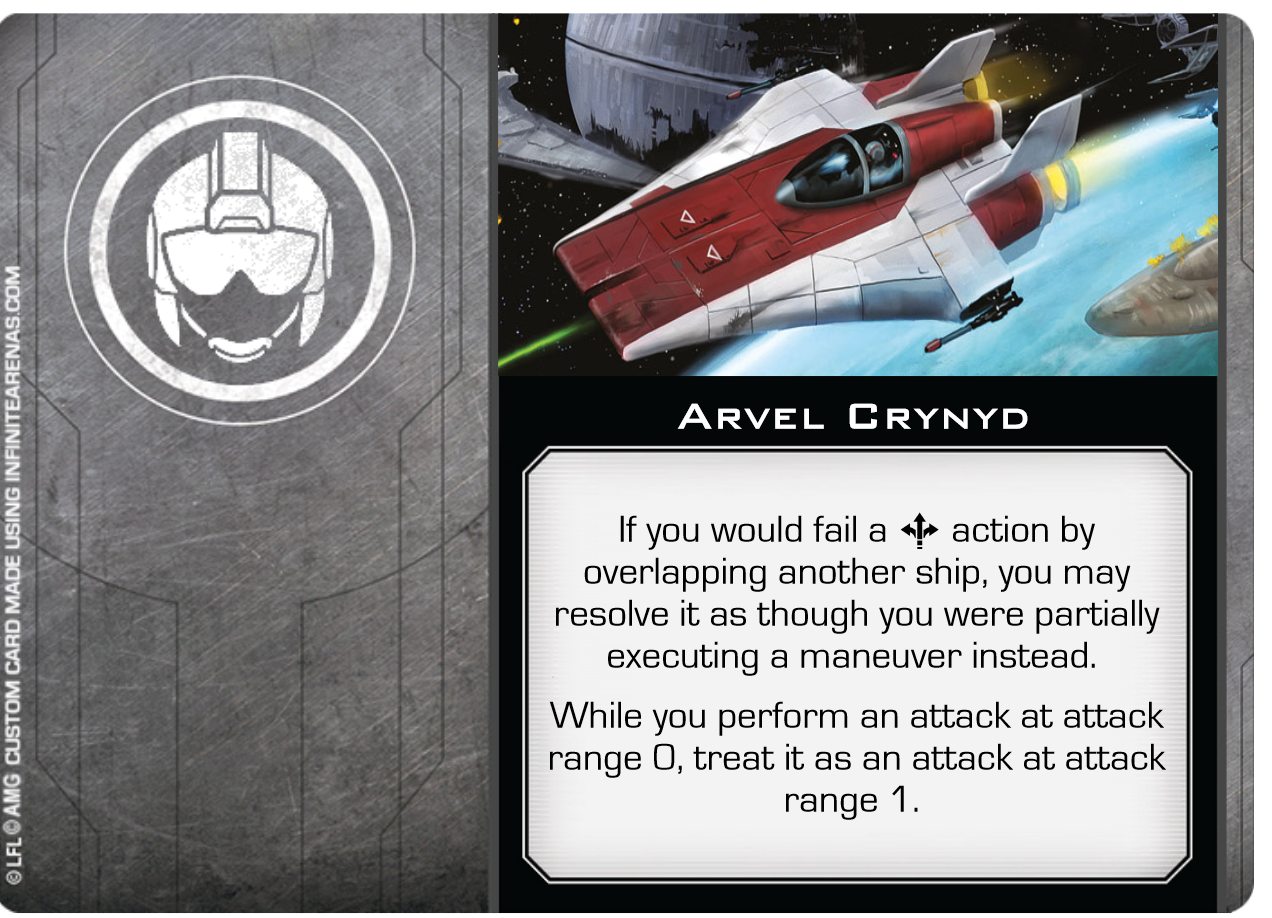 © LFL © AMG CUSTOM CARD MADE USING INFINITEARENAS.COM
Arvel Crynyd
If you would fail a action by
overlapping another ship, you may
resolve it as though you were partially
executing a maneuver instead.
While you perform an attack at attack
range 0, treat it as an attack at attack
range 1.